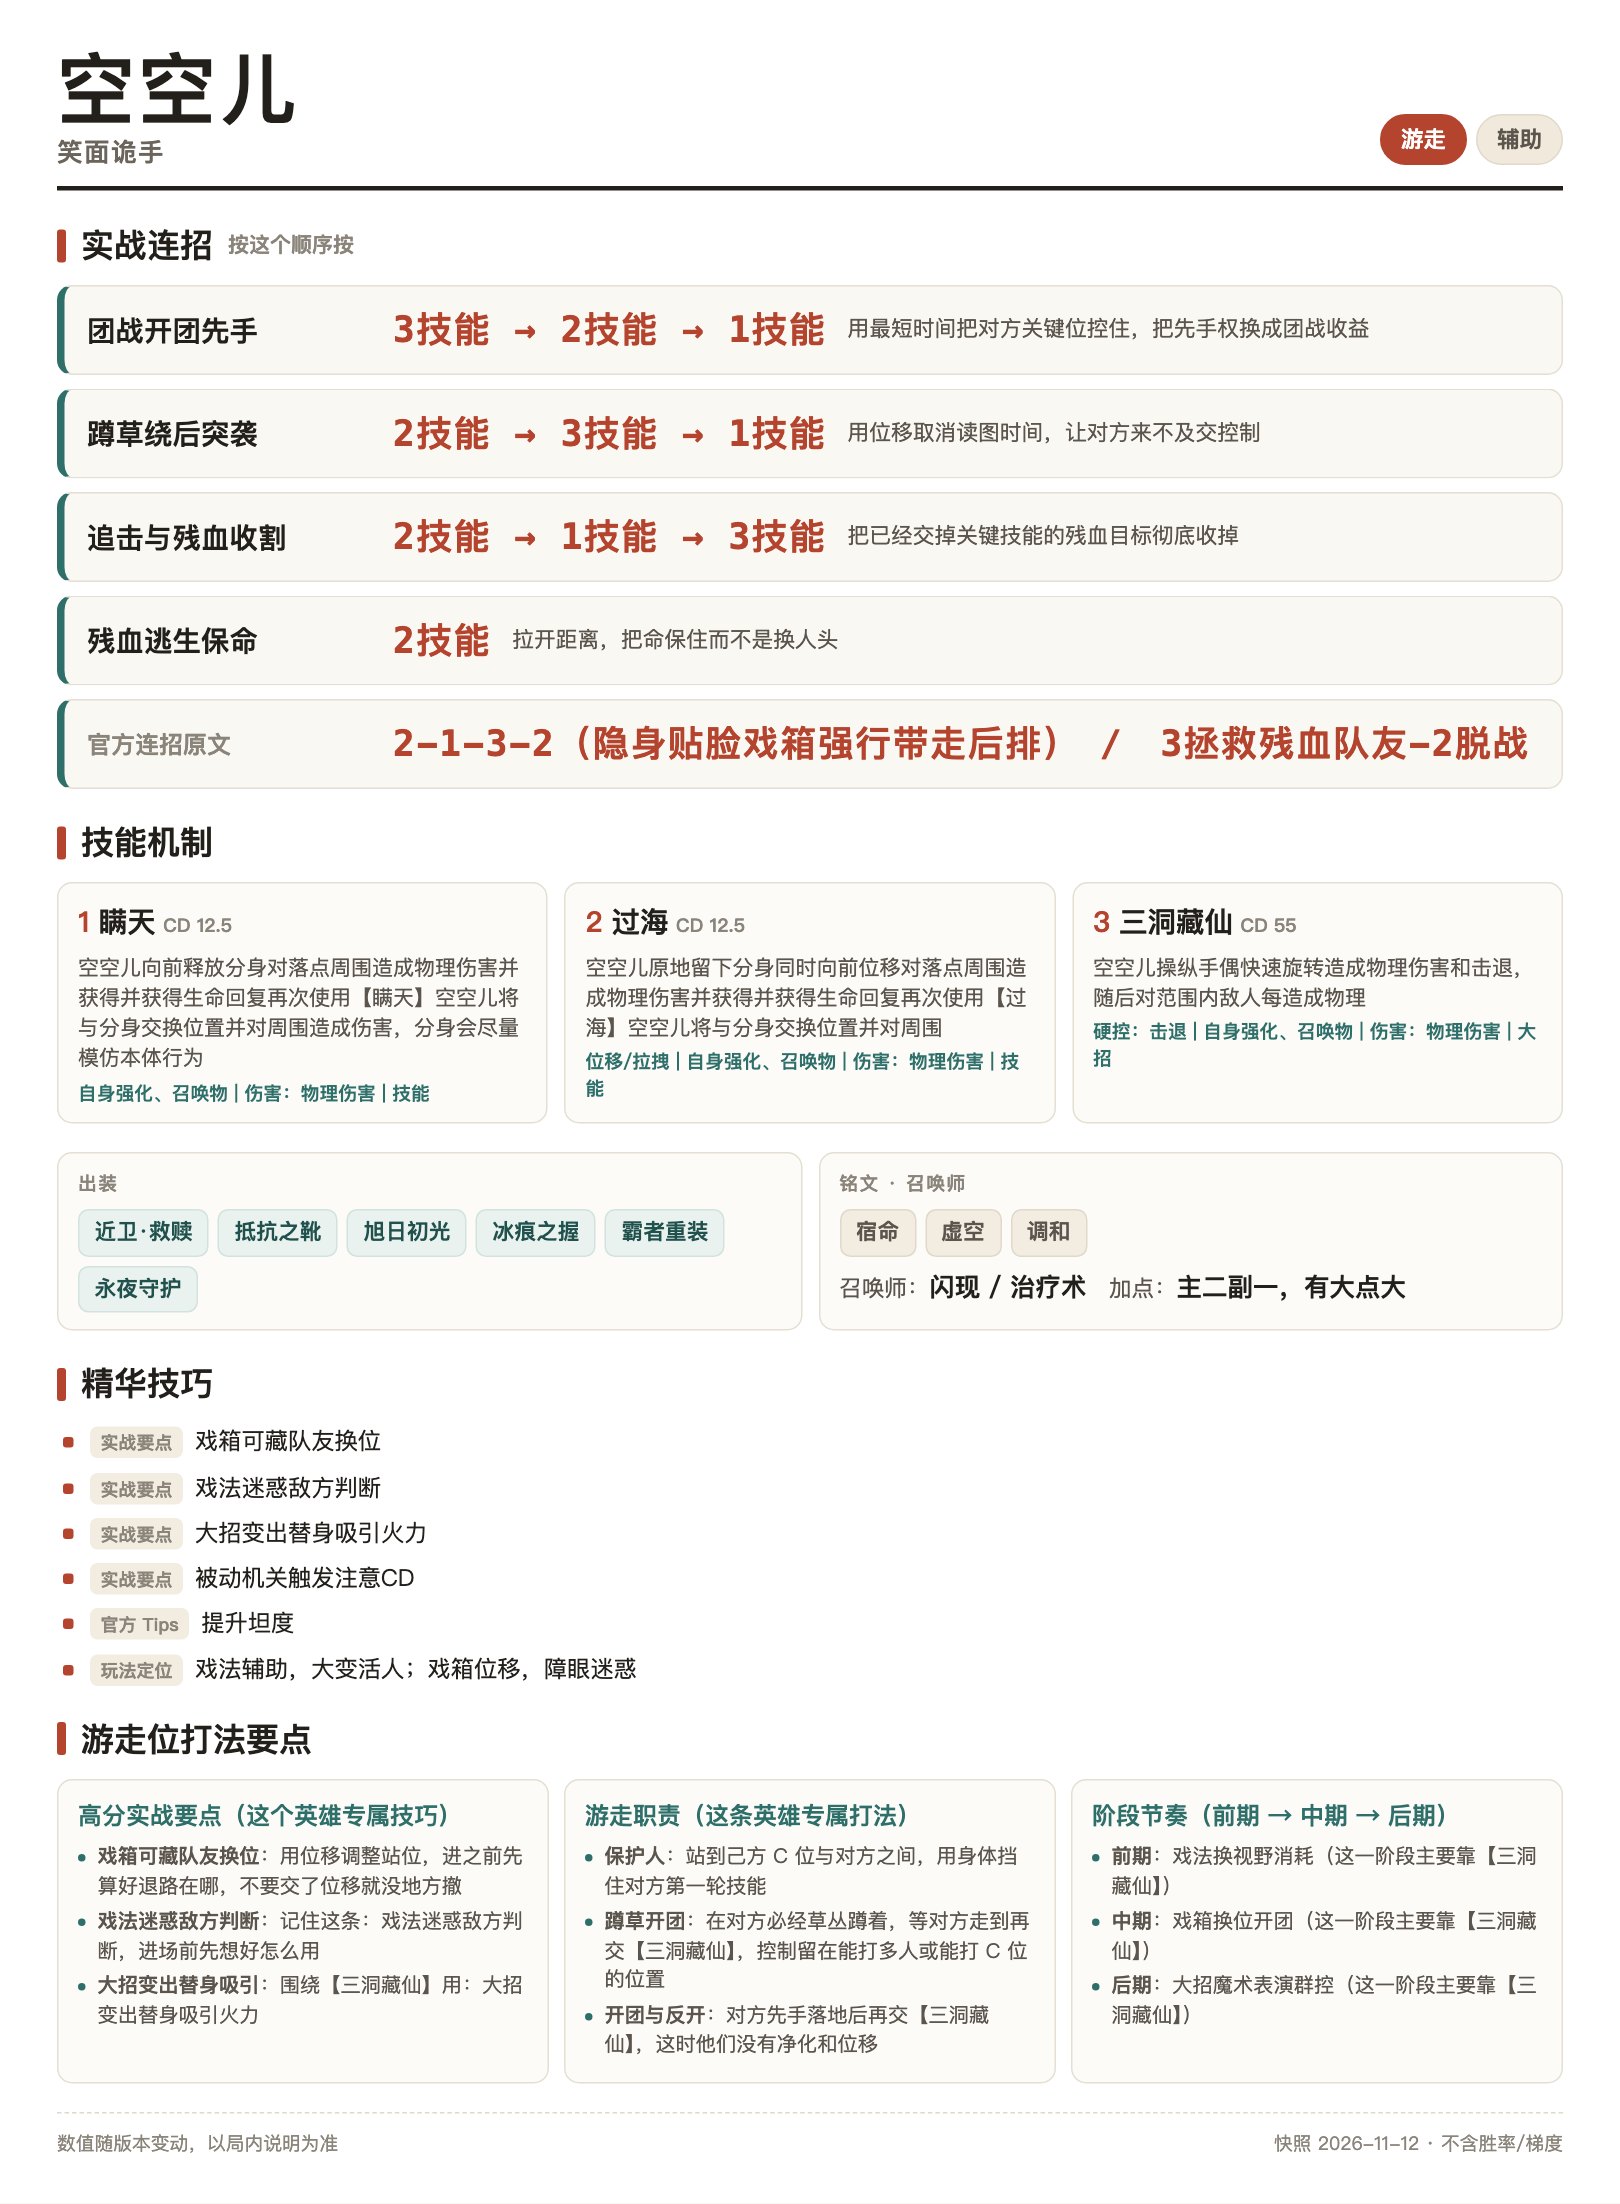 空空儿
笑面诡手
游走
辅助
实战连招 按这个顺序按
团战开团先手 3技能 → 2技能 → 1技能 用最短时间把对方关键位控住，把先手权换成团战收益
蹲草绕后突袭 2技能 → 3技能 → 1技能 用位移取消读图时间，让对方来不及交控制
追击与残血收割 2技能 → 1技能 → 3技能 把已经交掉关键技能的残血目标彻底收掉
残血逃生保命 2技能 拉开距离，把命保住而不是换人头
官方连招原文 2-1-3-2（隐身贴脸戏箱强行带走后排） / 3拯救残血队友-2脱战
技能机制
1 瞒天 CD 12.5
空空儿向前释放分身对落点周围造成物理伤害并
获得并获得生命回复再次使用【瞒天】空空儿将
与分身交换位置并对周围造成伤害，分身会尽量
模仿本体行为
自身强化、召唤物 | 伤害：物理伤害 | 技能
2 过海 CD 12.5
空空儿原地留下分身同时向前位移对落点周围造
成物理伤害并获得并获得生命回复再次使用【过
海】空空儿将与分身交换位置并对周围
位移/拉拽 | 自身强化、召唤物 | 伤害：物理伤害 | 技
能
3 三洞藏仙 CD 55
空空儿操纵手偶快速旋转造成物理伤害和击退，
随后对范围内敌人每造成物理
硬控：击退 | 自身强化、召唤物 | 伤害：物理伤害 | 大
招
出装
近卫·救赎 抵抗之靴 旭日初光 冰痕之握 霸者重装
永夜守护
铭文 · 召唤师
宿命 虚空 调和
召唤师：闪现 / 治疗术 加点：主二副一，有大点大
精华技巧
实战要点 戏箱可藏队友换位
实战要点 戏法迷惑敌方判断
实战要点 大招变出替身吸引火力
实战要点 被动机关触发注意CD
官方 Tips 提升坦度
玩法定位 戏法辅助，大变活人；戏箱位移，障眼迷惑
游走位打法要点
高分实战要点（这个英雄专属技巧）
戏箱可藏队友换位：用位移调整站位，进之前先
算好退路在哪，不要交了位移就没地方撤
戏法迷惑敌方判断：记住这条：戏法迷惑敌方判
断，进场前先想好怎么用
大招变出替身吸引：围绕【三洞藏仙】用：大招
变出替身吸引火力
游走职责（这条英雄专属打法）
保护人：站到己方 C 位与对方之间，用身体挡
住对方第一轮技能
蹲草开团：在对方必经草丛蹲着，等对方走到再
交【三洞藏仙】，控制留在能打多人或能打 C 位
的位置
开团与反开：对方先手落地后再交【三洞藏
仙】，这时他们没有净化和位移
阶段节奏（前期 → 中期 → 后期）
前期：戏法换视野消耗（这一阶段主要靠【三洞
藏仙】）
中期：戏箱换位开团（这一阶段主要靠【三洞藏
仙】）
后期：大招魔术表演群控（这一阶段主要靠【三
洞藏仙】）
数值随版本变动，以局内说明为准
快照 2026-11-12 · 不含胜率/梯度